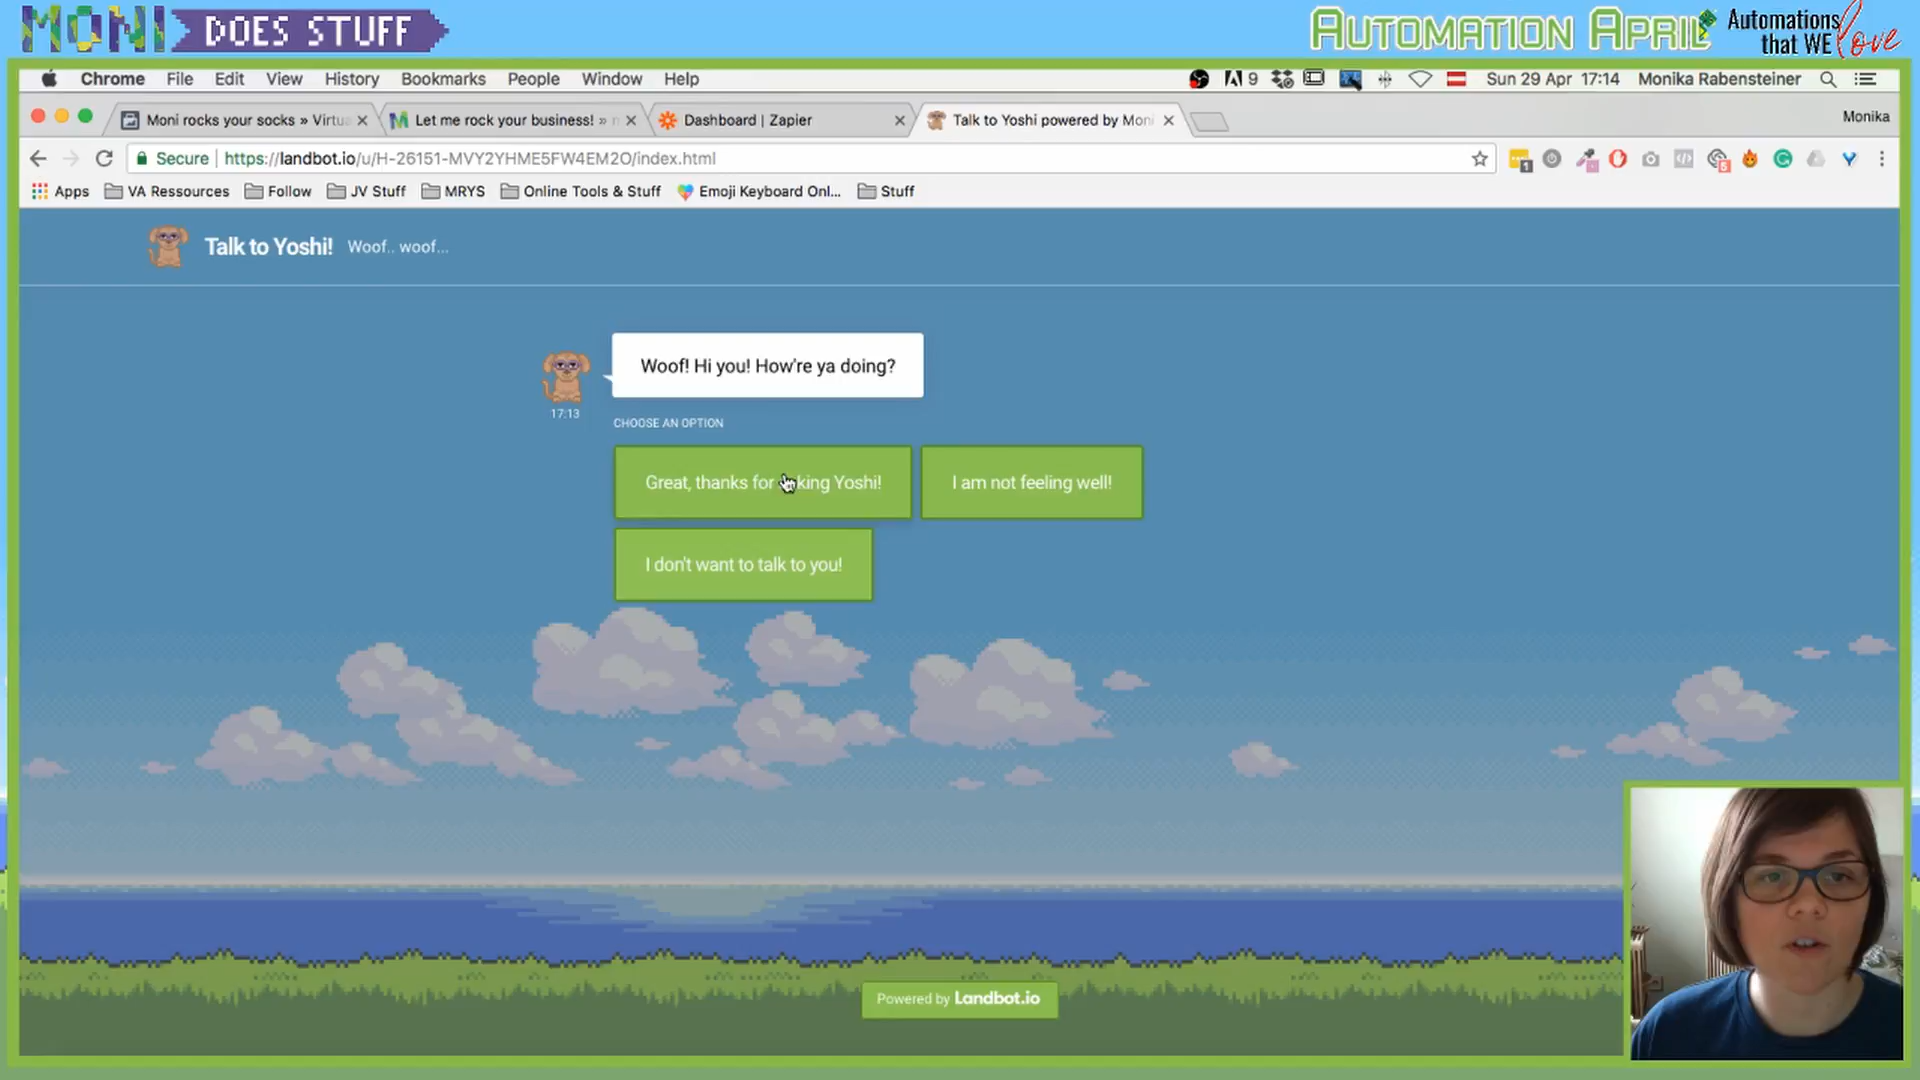 MONI DOES STUFF
AUTOMATION APRIL
Automations
that WE love
Chrome File Edit View History Bookmarks People Window Help
9 Sun 29 Apr 17:14 Monika Rabensteiner
Moni rocks your socks » Virtua
Let me rock your business! »
Dashboard | Zapier
Talk to Yoshi powered by Moni
Monika
Secure https://landbot.io/u/H-26151-MVY2YHME5FW4EM2O/index.html
Apps VA Ressources Follow JV Stuff MRYS Online Tools & Stuff Emoji Keyboard Onl... Stuff
Talk to Yoshi! Woof.. woof...
Woof! Hi you! How're ya doing?
17:13
CHOOSE AN OPTION
Great, thanks for king Yoshi!
I am not feeling well!
I don't want to talk to you!
Powered by Landbot.io